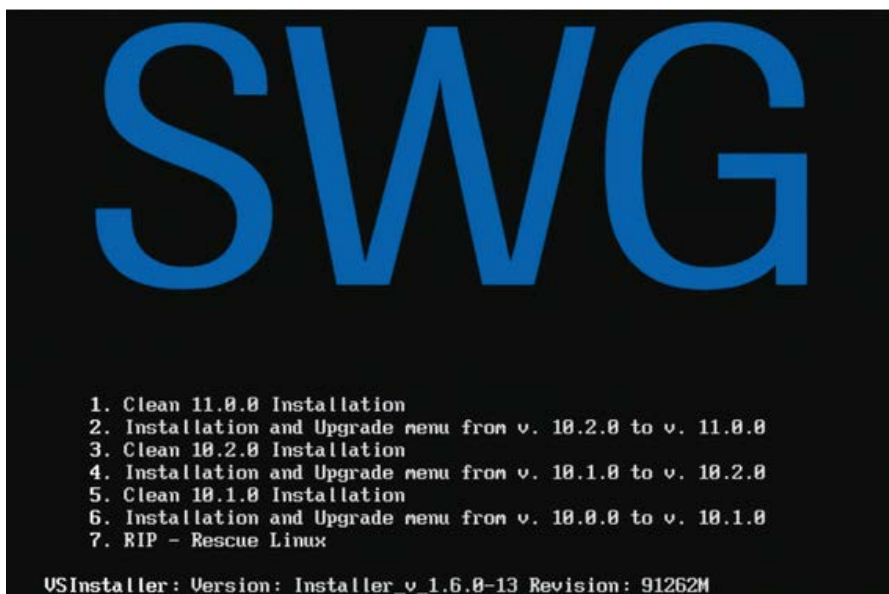 SWG
1. Clean 11.0.0 Installation
2. Installation and Upgrade menu from v. 10.2.0 to v. 11.0.0
3. Clean 10.2.0 Installation
4. Installation and Upgrade menu from v. 10.1.0 to v. 10.2.0
5. Clean 10.1.0 Installation
6. Installation and Upgrade menu from v. 10.0.0 to v. 10.1.0
7. RIP - Rescue Linux
VSInstaller: Version: Installer_v_1.6.0-13 Revision: 91262M